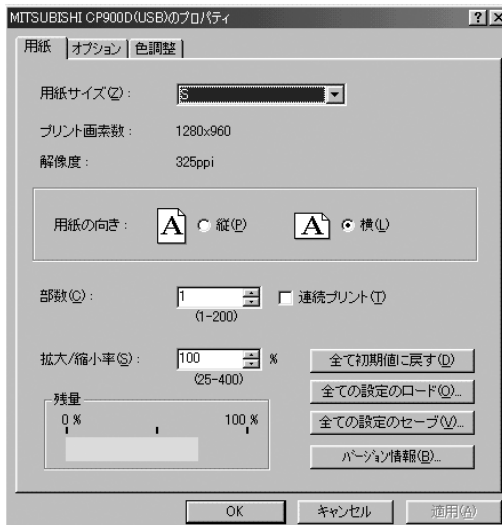 MITSUBISHI CP900D(USB)のプロパティ
用紙 オプション 色調整
用紙サイズ(Z): S
プリント画素数: 1280x960
解像度: 325ppi
用紙の向き: A 縦(P) A 横(L)
部数(C): 1 連続プリント(T)
(1-200)
拡大/縮小率(S): 100 % 全て初期値に戻す(D)
(25-400)
全ての設定のロード(O)...
残量
0 % 100 %
全ての設定のセーブ(V)...
バージョン情報(B)...
OK キャンセル 適用(A)